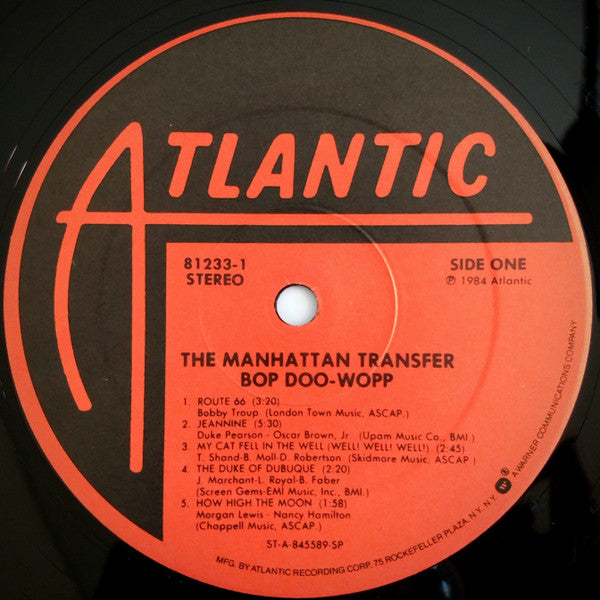 ATLANTIC
81233-1
STEREO
SIDE ONE
℗ 1984 Atlantic
THE MANHATTAN TRANSFER
BOP DOO-WOPP
1. ROUTE 66 (3:20)
Bobby Troup (London Town Music, ASCAP.)
2. JEANNINE (5:30)
Duke Pearson - Oscar Brown, Jr. (Upam Music Co., BMI.)
3. MY CAT FELL IN THE WELL (WELL! WELL! WELL!) (2:45)
T. Shand-B. Moll-D. Robertson (Skidmore Music, ASCAP.)
4. THE DUKE OF DUBUQUE (2:20)
J. Marchant-L. Royal-B. Faber
(Screen Gems-EMI Music, Inc., BMI.)
5. HOW HIGH THE MOON (1:58)
Morgan Lewis - Nancy Hamilton
(Chappell Music, ASCAP.)
ST-A-845589-SP
MFG. BY ATLANTIC RECORDING CORP. 75 ROCKEFELLER PLAZA, N.Y. N.Y. W ® A WARNER COMMUNICATIONS COMPANY